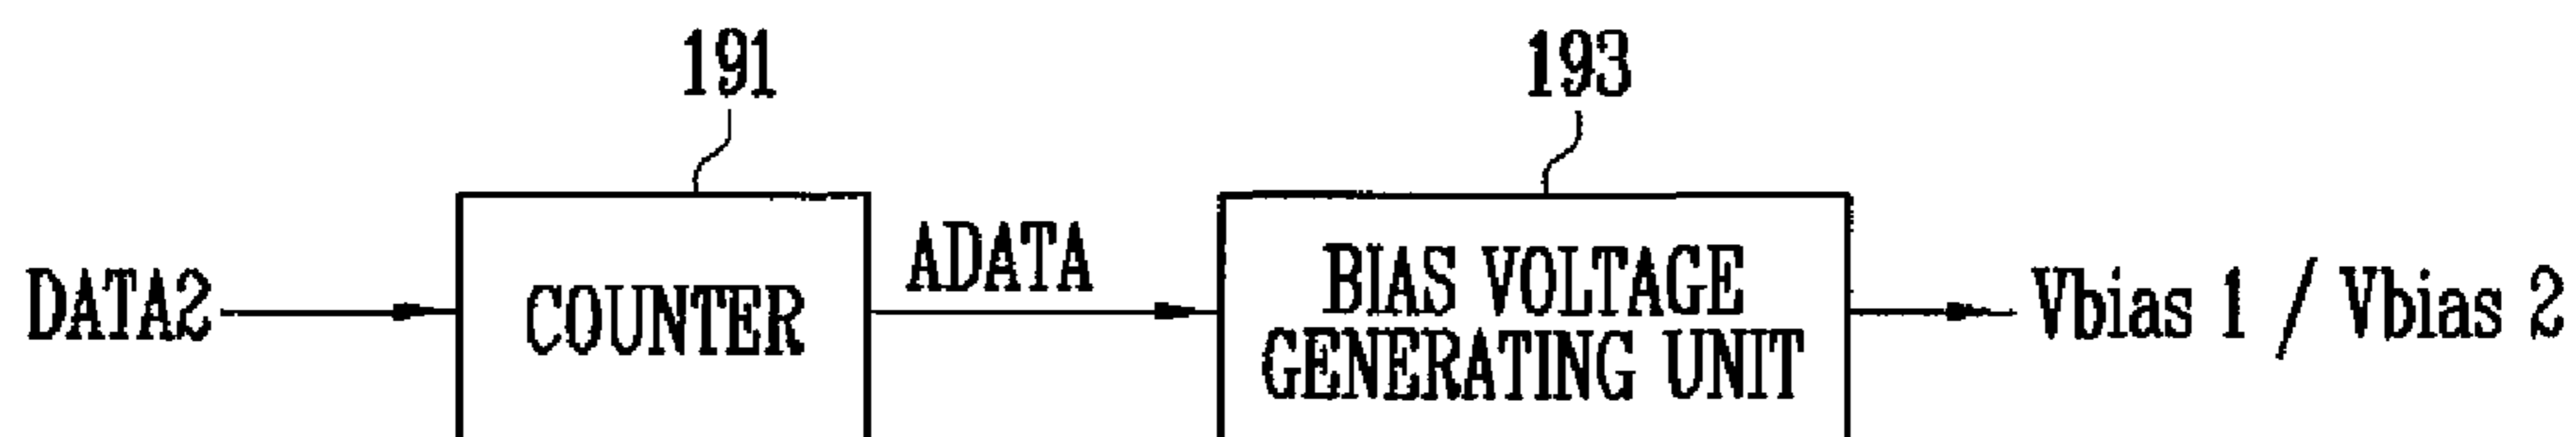 191
193
DATA2
COUNTER
ADATA
BIAS VOLTAGE
GENERATING UNIT
Vbias 1 / Vbias 2